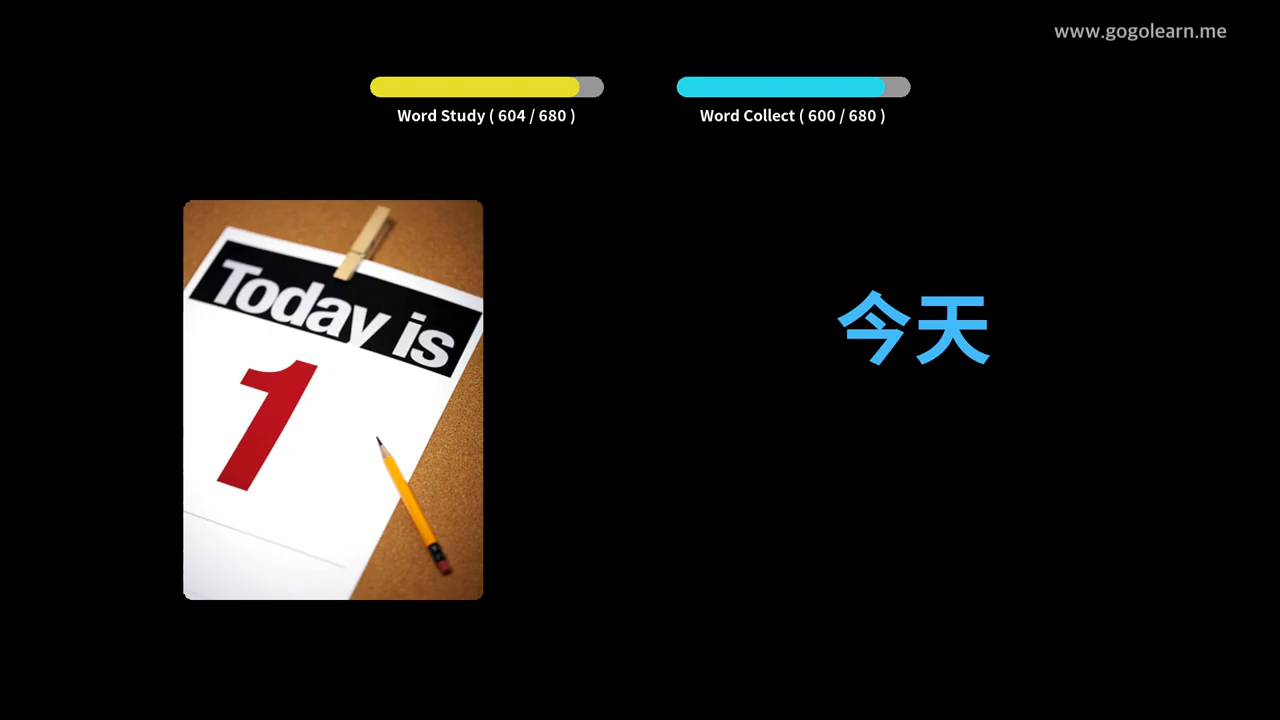 www.gogolearn.me
Word Study ( 604 / 680 )
Word Collect ( 600 / 680 )
Today is
1
今天